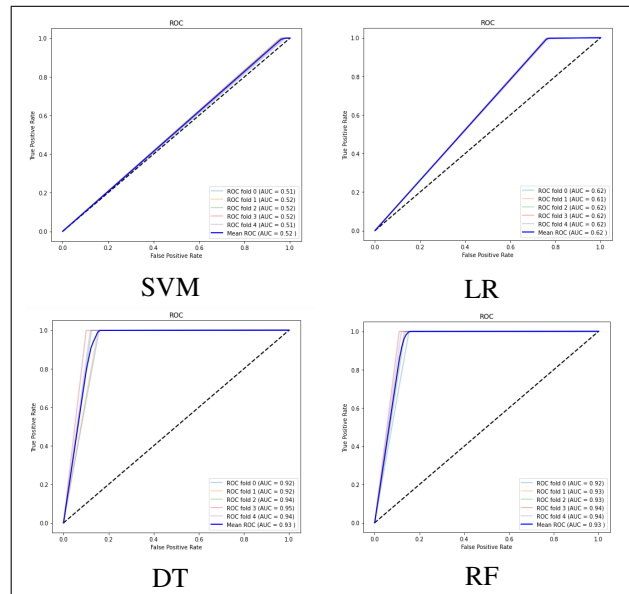 ROC
True Positive Rate
1.0
0.8
0.6
0.4
0.2
0.0
ROC fold 0 (AUC = 0.51)
ROC fold 1 (AUC = 0.52)
ROC fold 2 (AUC = 0.52)
ROC fold 3 (AUC = 0.52)
ROC fold 4 (AUC = 0.51)
Mean ROC (AUC = 0.52 )
0.0 0.2 0.4 0.6 0.8 1.0
False Positive Rate
SVM
ROC
True Positive Rate
1.0
0.8
0.6
0.4
0.2
0.0
ROC fold 0 (AUC = 0.62)
ROC fold 1 (AUC = 0.61)
ROC fold 2 (AUC = 0.62)
ROC fold 3 (AUC = 0.62)
ROC fold 4 (AUC = 0.62)
Mean ROC (AUC = 0.62 )
0.0 0.2 0.4 0.6 0.8 1.0
False Positive Rate
LR
ROC
True Positive Rate
1.0
0.8
0.6
0.4
0.2
0.0
ROC fold 0 (AUC = 0.92)
ROC fold 1 (AUC = 0.92)
ROC fold 2 (AUC = 0.94)
ROC fold 3 (AUC = 0.95)
ROC fold 4 (AUC = 0.94)
Mean ROC (AUC = 0.93 )
0.0 0.2 0.4 0.6 0.8 1.0
False Positive Rate
DT
ROC
True Positive Rate
1.0
0.8
0.6
0.4
0.2
0.0
ROC fold 0 (AUC = 0.92)
ROC fold 1 (AUC = 0.93)
ROC fold 2 (AUC = 0.93)
ROC fold 3 (AUC = 0.94)
ROC fold 4 (AUC = 0.94)
Mean ROC (AUC = 0.93 )
0.0 0.2 0.4 0.6 0.8 1.0
False Positive Rate
RF